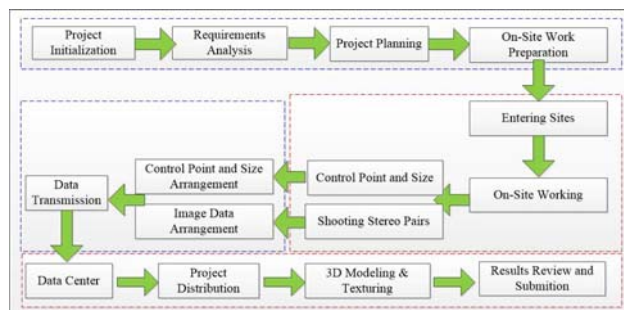 Project
Initialization
Requirements
Analysis
Project Planning
On-Site Work
Preparation
Entering Sites
On-Site Working
Control Point and Size
Shooting Stereo Pairs
Control Point and Size
Arrangement
Image Data
Arrangement
Data
Transmission
Data Center
Project
Distribution
3D Modeling &
Texturing
Results Review and
Submition